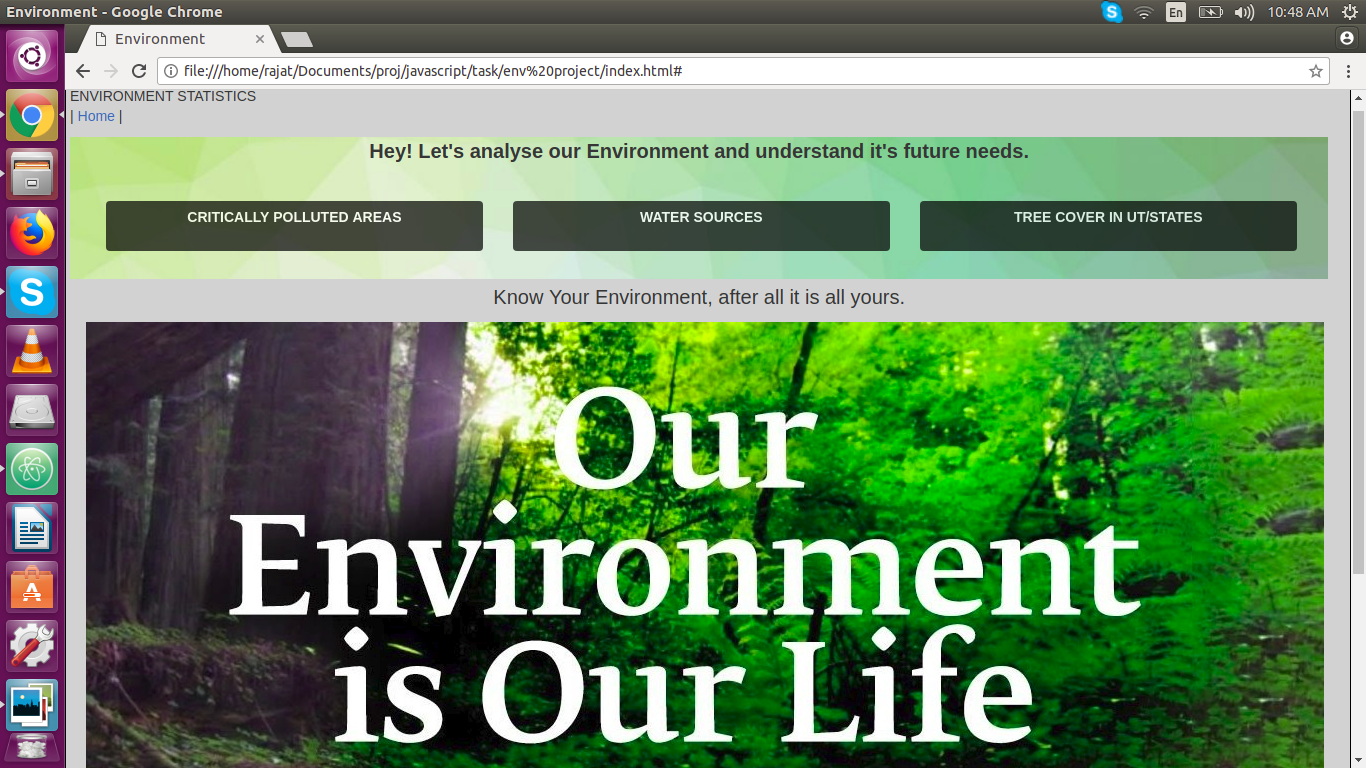 Environment - Google Chrome
En
10:48 AM
Environment
file:///home/rajat/Documents/proj/javascript/task/env%20project/index.html#
ENVIRONMENT STATISTICS
| Home |
Hey! Let's analyse our Environment and understand it's future needs.
CRITICALLY POLLUTED AREAS
WATER SOURCES
TREE COVER IN UT/STATES
Know Your Environment, after all it is all yours.
Our
Environment
is Our Life